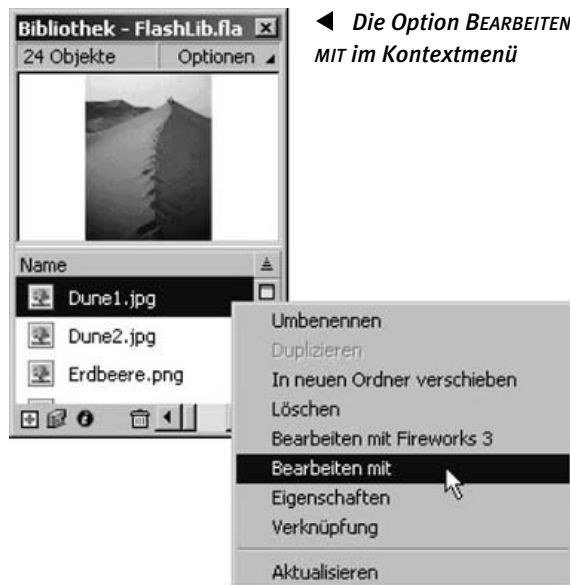 Bibliothek - FlashLib.fla
24 Objekte Optionen
◀ Die Option BEARBEITEN
MIT im Kontextmenü
Name
Dune1.jpg
Dune2.jpg
Erdbeere.png
Umbenennen
Duplizieren
In neuen Ordner verschieben
Löschen
Bearbeiten mit Fireworks 3
Bearbeiten mit
Eigenschaften
Verknüpfung
Aktualisieren